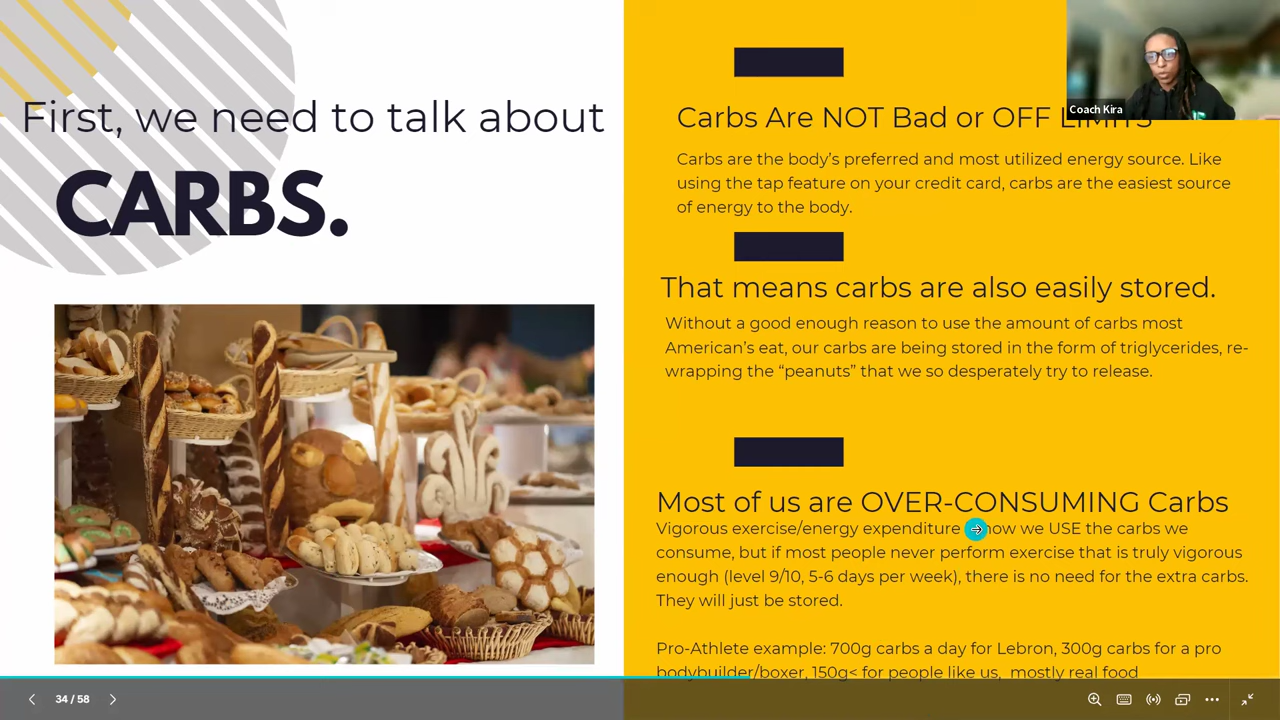 First, we need to talk about
CARBS.
Coach Kira
Carbs Are NOT Bad or OFF LIMITS
Carbs are the body’s preferred and most utilized energy source. Like
using the tap feature on your credit card, carbs are the easiest source
of energy to the body.
That means carbs are also easily stored.
Without a good enough reason to use the amount of carbs most
American’s eat, our carbs are being stored in the form of triglycerides, re-
wrapping the “peanuts” that we so desperately try to release.
Most of us are OVER-CONSUMING Carbs
Vigorous exercise/energy expenditure how we USE the carbs we
consume, but if most people never perform exercise that is truly vigorous
enough (level 9/10, 5-6 days per week), there is no need for the extra carbs.
They will just be stored.
Pro-Athlete example: 700g carbs a day for Lebron, 300g carbs for a pro
bodybuilder/boxer, 150g< for people like us, mostly real food
34 / 58